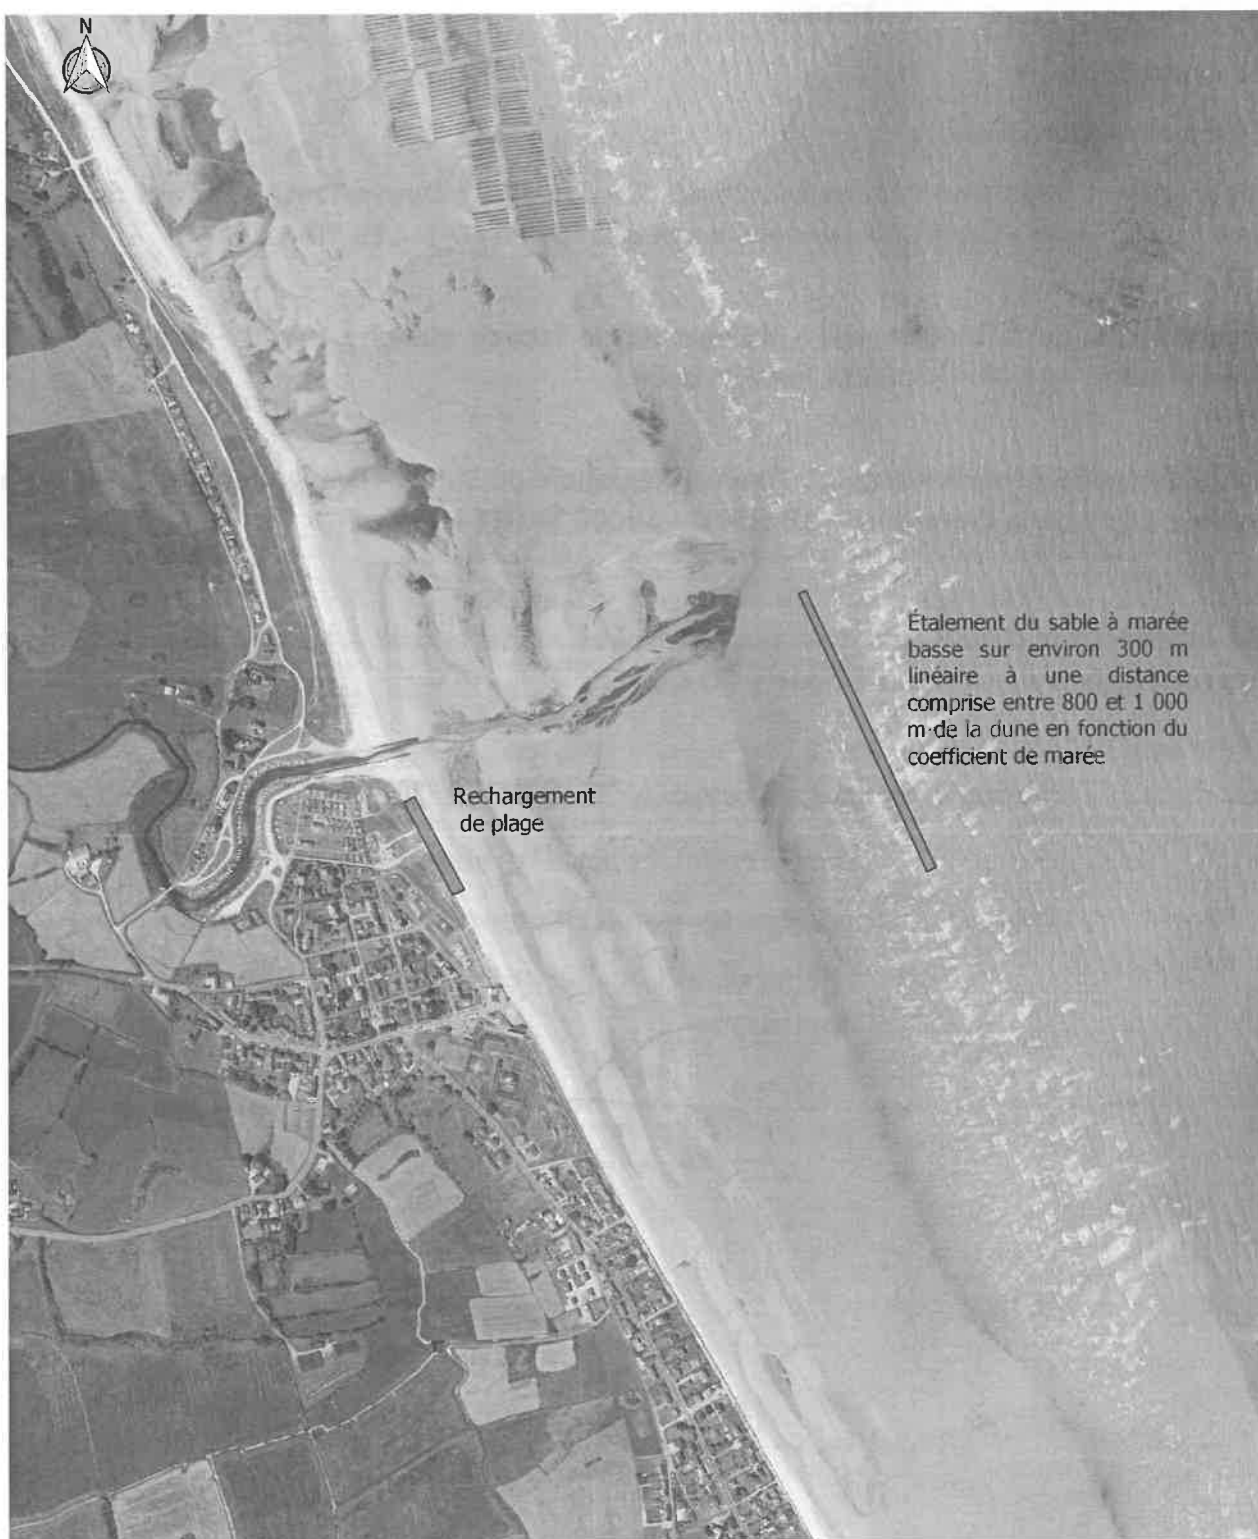 N
Étalement du sable à marée
basse sur environ 300 m
linéaire à une distance
comprise entre 800 et 1 000
m de la dune en fonction du
coefficient de marée
Rechargement
de plage